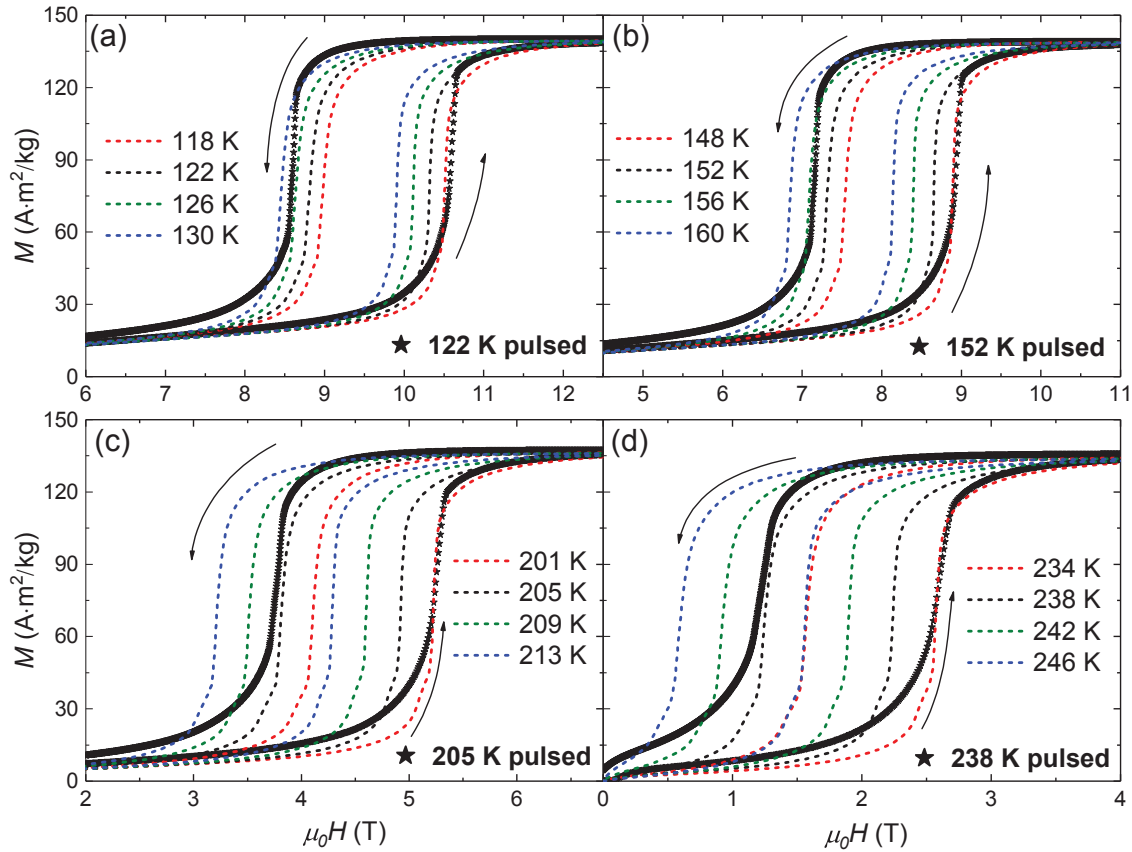 (a)
118 K
122 K
126 K
130 K
★ 122 K pulsed
150
120
90
60
30
0
M (A·m²/kg)
6 7 8 9 10 11 12
(b)
148 K
152 K
156 K
160 K
★ 152 K pulsed
5 6 7 8 9 10 11
(c)
201 K
205 K
209 K
213 K
★ 205 K pulsed
150
120
90
60
30
0
M (A·m²/kg)
2 3 4 5 6
μ₀H (T)
(d)
234 K
238 K
242 K
246 K
★ 238 K pulsed
0 1 2 3 4
μ₀H (T)